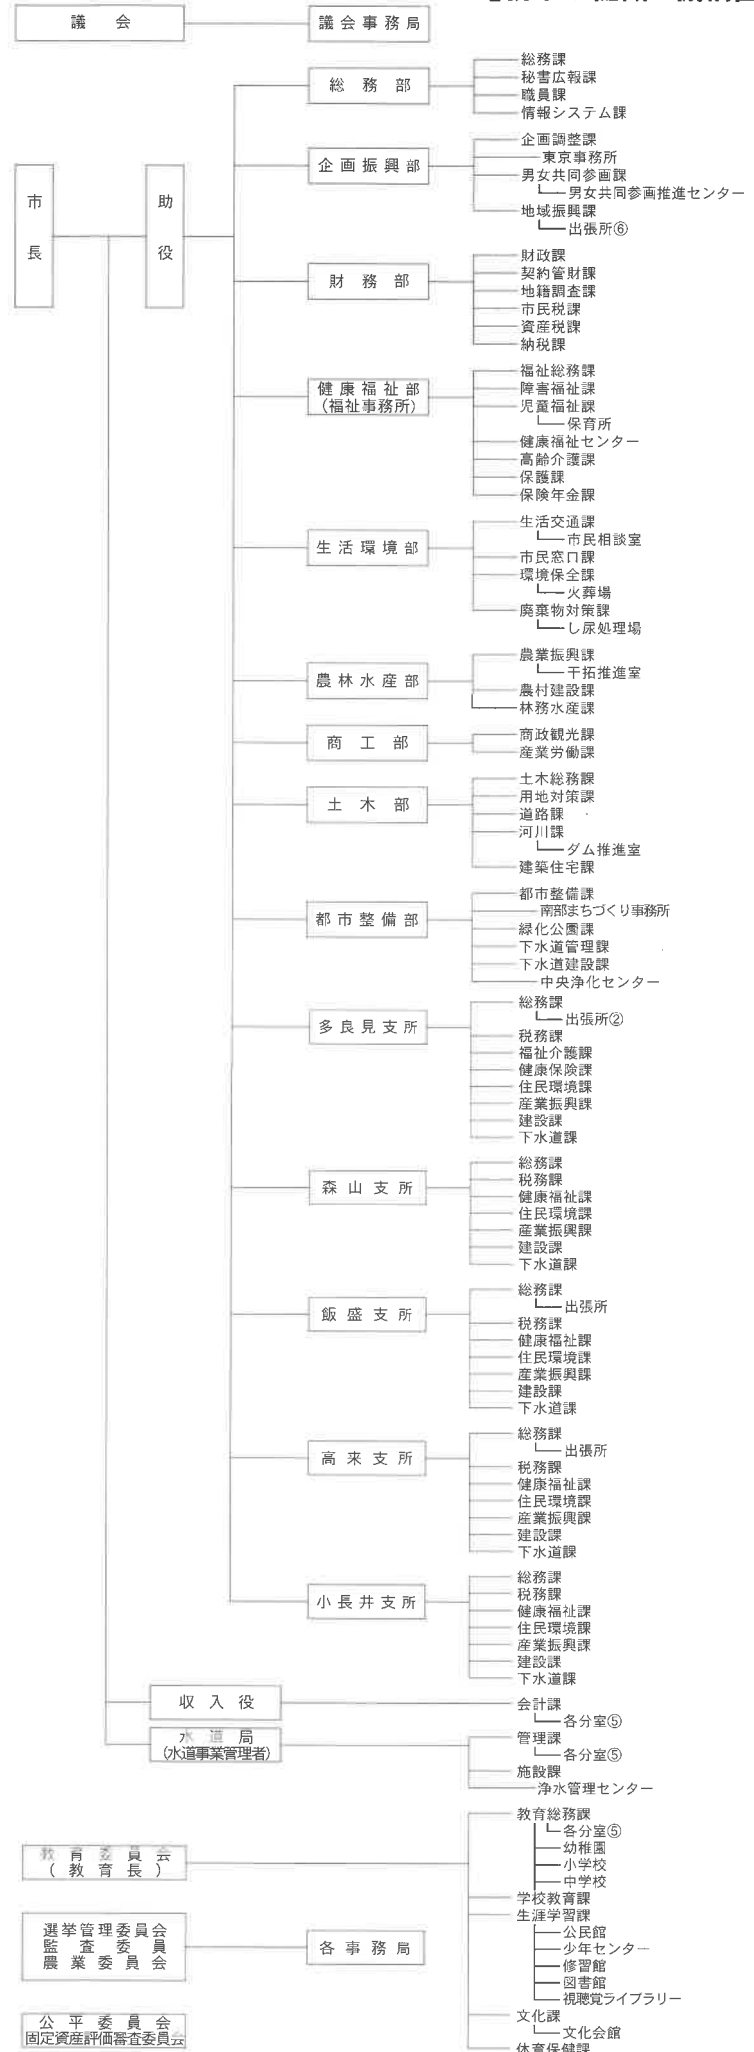 議会
議会事務局
市長
助役
総務部
総務課
秘書広報課
職員課
情報システム課
企画振興部
企画調整課
東京事務所
男女共同参画課
男女共同参画推進センター
地域振興課
出張所⑥
財務部
財政課
契約管財課
地籍調査課
市民税課
資産税課
納税課
健康福祉部
(福祉事務所)
福祉総務課
障害福祉課
児童福祉課
保育所
健康福祉センター
高齢介護課
保護課
保険年金課
生活環境部
生活交通課
市民相談室
市民窓口課
環境保全課
火葬場
廃棄物対策課
し尿処理場
農林水産部
農業振興課
干拓推進室
農村建設課
林務水産課
商工部
商政観光課
産業労働課
土木部
土木総務課
用地対策課
道路課
河川課
ダム推進室
建築住宅課
都市整備部
都市整備課
南部まちづくり事務所
緑化公園課
下水道管理課
下水道建設課
中央浄化センター
多良見支所
総務課
出張所②
税務課
福祉介護課
健康保険課
住民環境課
産業振興課
建設課
下水道課
森山支所
総務課
税務課
健康福祉課
住民環境課
産業振興課
建設課
下水道課
飯盛支所
総務課
出張所
税務課
健康福祉課
住民環境課
産業振興課
建設課
下水道課
高来支所
総務課
出張所
税務課
健康福祉課
住民環境課
産業振興課
建設課
下水道課
小長井支所
総務課
税務課
健康福祉課
住民環境課
産業振興課
建設課
下水道課
収入役
会計課
各分室⑤
水道局
(水道事業管理者)
管理課
各分室⑤
施設課
浄水管理センター
教育委員会
(教育長)
教育総務課
各分室⑤
幼稚園
小学校
中学校
学校教育課
生涯学習課
公民館
少年センター
修習館
図書館
視聴覚ライブラリー
文化課
文化会館
体育保健課
選挙管理委員会
監査委員
農業委員会
各事務局
公平委員会
固定資産評価審査委員会